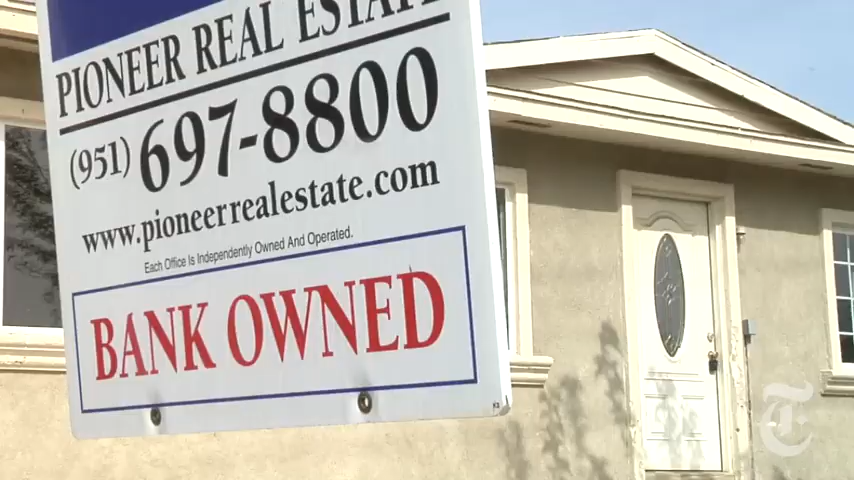 PIONEER REAL ESTATE
(951) 697-8800
www.pioneerrealestate.com
Each Office Is Independently Owned And Operated.
BANK OWNED